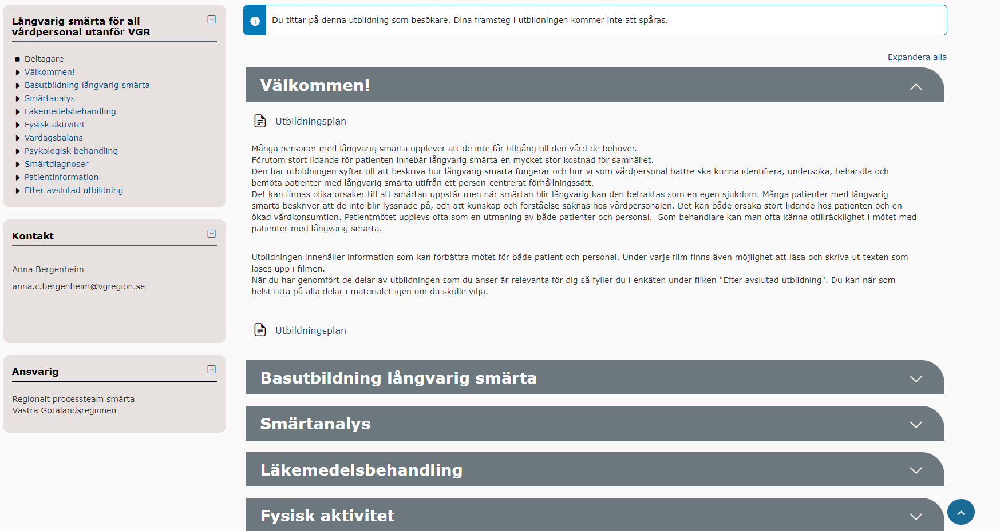 Långvarig smärta för all
vårdpersonal utanför VGR
Deltagare
Välkommen!
Basutbildning långvarig smärta
Smärtanalys
Läkemedelsbehandling
Fysisk aktivitet
Vardagsbalans
Psykologisk behandling
Smärtdiagnoser
Patientinformation
Efter avslutad utbildning
Kontakt
Anna Bergenheim
anna.c.bergenheim@vgregion.se
Ansvarig
Regionalt processteam smärta
Västra Götalandsregionen
Du tittar på denna utbildning som besökare. Dina framsteg i utbildningen kommer inte att spåras.
Expandera alla
Välkommen!
Utbildningsplan
Många personer med långvarig smärta upplever att de inte får tillgång till den vård de behöver.
Förutom stort lidande för patienten innebär långvarig smärta en mycket stor kostnad för samhället.
Den här utbildningen syftar till att beskriva hur långvarig smärta fungerar och hur vi som vårdpersonal bättre ska kunna identifiera, undersöka, behandla och
bemöta patienter med långvarig smärta utifrån ett person-centrerat förhållningssätt.
Det kan finnas olika orsaker till att smärtan uppstår men när smärtan blir långvarig kan den betraktas som en egen sjukdom. Många patienter med långvarig
smärta beskriver att de inte blir lyssnade på, och att kunskap och förståelse saknas hos vårdpersonalen. Det kan både orsaka stort lidande hos patienten och en
ökad vårdkonsumtion. Patientmötet upplevs ofta som en utmaning av både patienter och personal.  Som behandlare kan man ofta känna otillräcklighet i mötet med
patienter med långvarig smärta.
Utbildningen innehåller information som kan förbättra mötet för både patient och personal. Under varje film finns även möjlighet att läsa och skriva ut texten som
läses upp i filmen.
När du har genomfört de delar av utbildningen som du anser är relevanta för dig så fyller du i enkäten under fliken "Efter avslutad utbildning". Du kan när som
helst titta på alla delar i materialet igen om du skulle vilja.
Utbildningsplan
Basutbildning långvarig smärta
Smärtanalys
Läkemedelsbehandling
Fysisk aktivitet